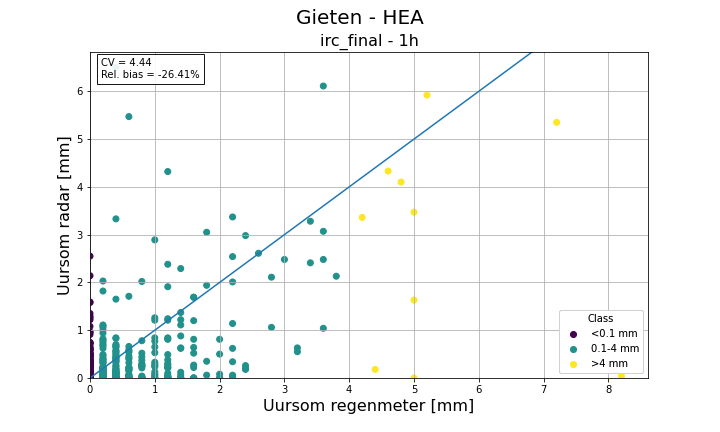 Gieten - HEA
irc_final - 1h
CV = 4.44
Rel. bias = -26.41%
Uursom radar [mm]
6
5
4
3
2
1
0
Class
<0.1 mm
0.1-4 mm
>4 mm
0 1 2 3 4 5 6 7 8
Uursom regenmeter [mm]